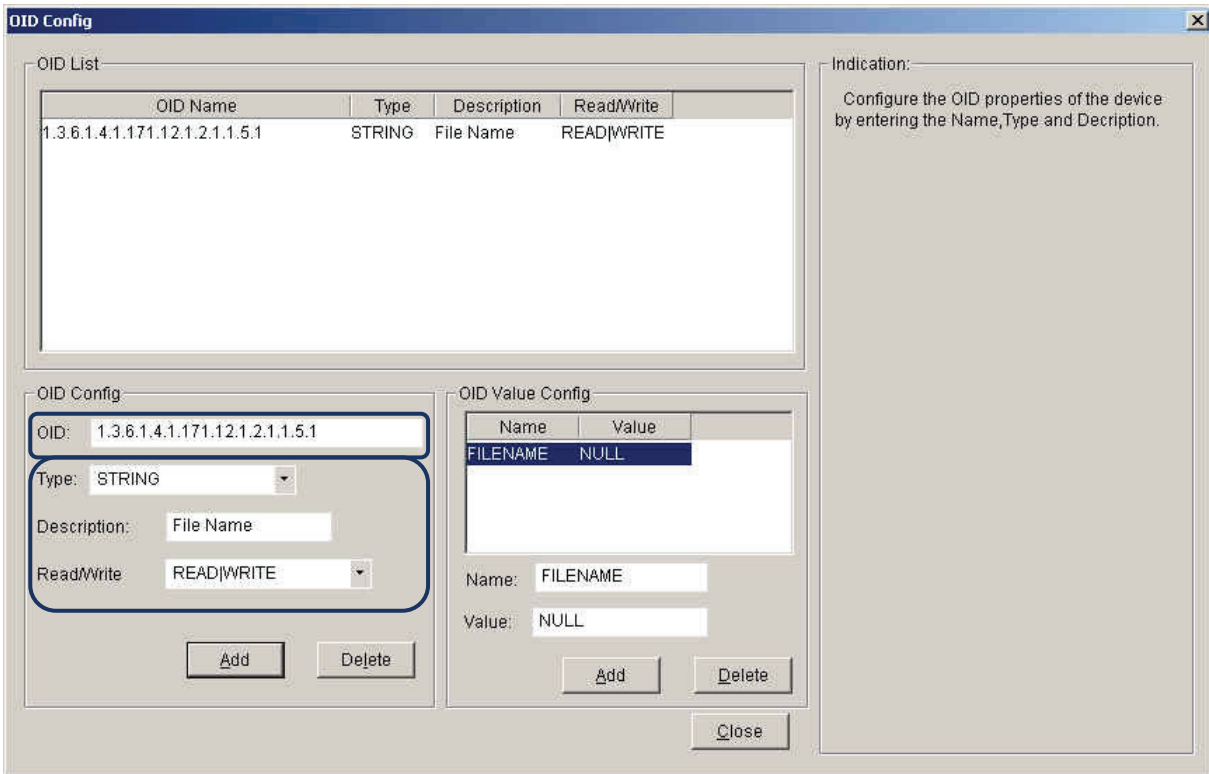 OID Config
OID List
OID Name Type Description Read/Write
1.3.6.1.4.1.171.12.1.2.1.1.5.1 STRING File Name READ|WRITE
Indication:
Configure the OID properties of the device
by entering the Name,Type and Decription.
OID Config
OID: 1.3.6.1.4.1.171.12.1.2.1.1.5.1
Type: STRING
Description: File Name
Read/Write READ|WRITE
Add Delete
OID Value Config
Name Value
FILENAME NULL
Name: FILENAME
Value: NULL
Add Delete
Close